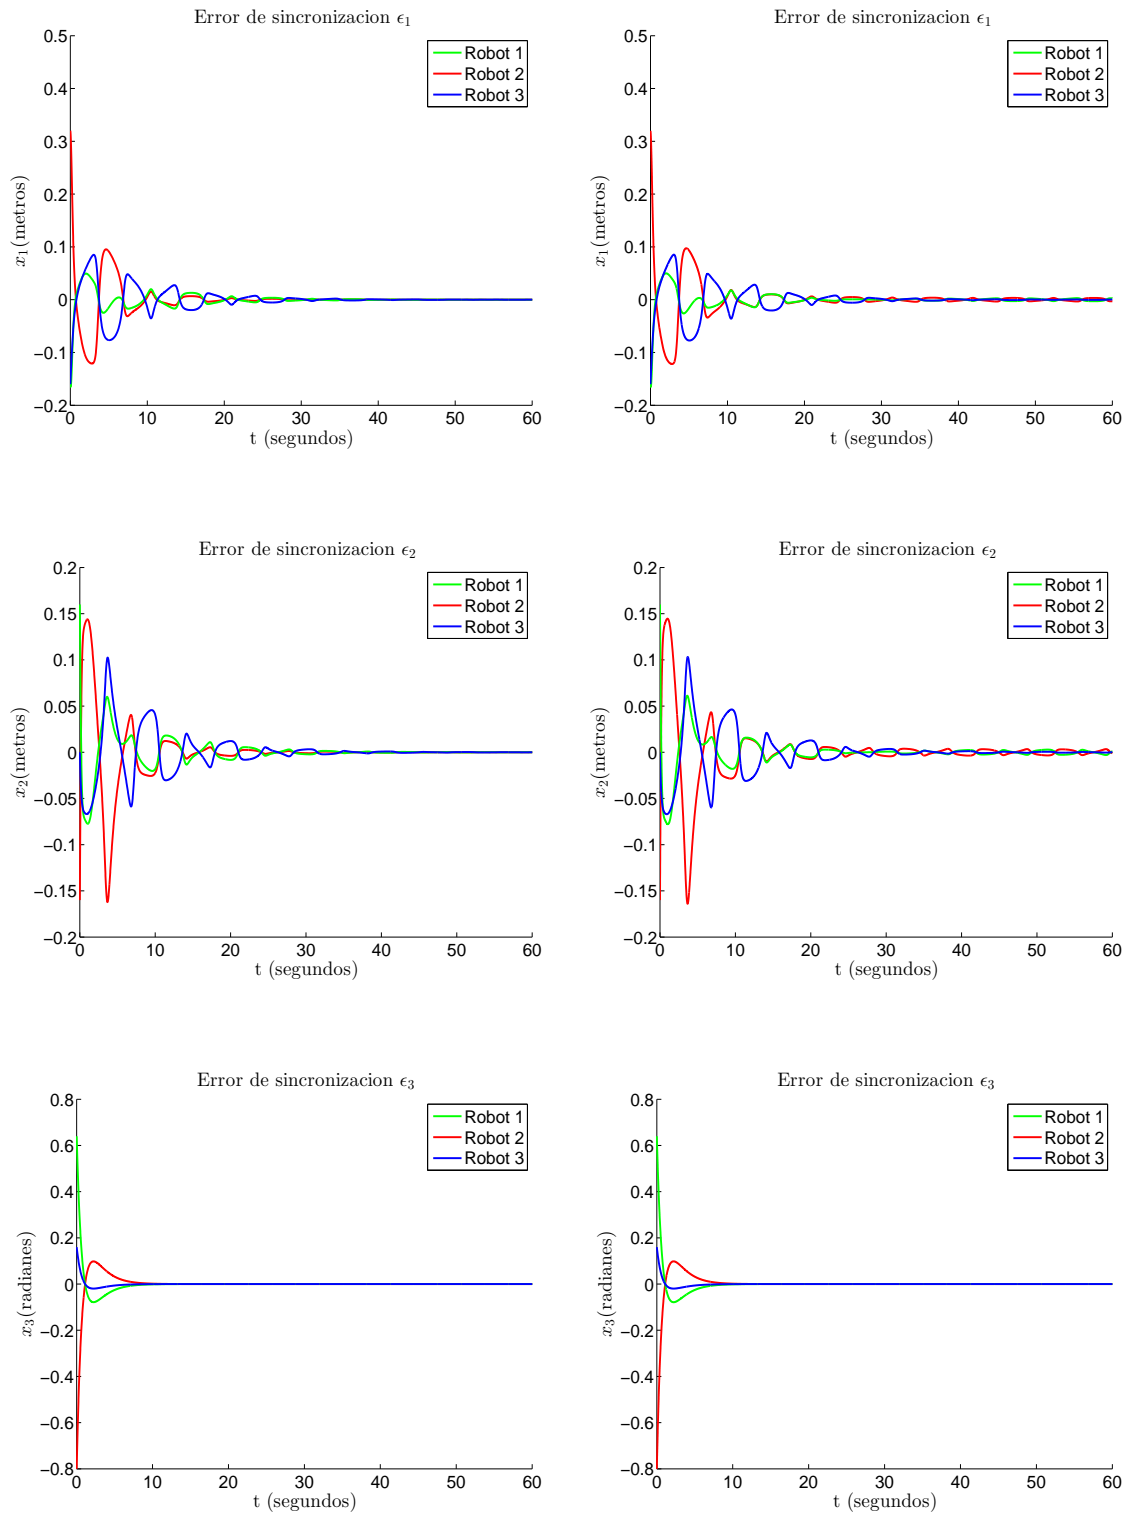 Error de sincronizacion ϵ₁
Robot 1
Robot 2
Robot 3
x₁(metros)
0.5
0.4
0.3
0.2
0.1
0
−0.1
−0.2
0 10 20 30 40 50 60
t (segundos)
Error de sincronizacion ϵ₁
Robot 1
Robot 2
Robot 3
x₁(metros)
0.5
0.4
0.3
0.2
0.1
0
−0.1
−0.2
0 10 20 30 40 50 60
t (segundos)
Error de sincronizacion ϵ₂
Robot 1
Robot 2
Robot 3
x₂(metros)
0.2
0.15
0.1
0.05
0
−0.05
−0.1
−0.15
−0.2
0 10 20 30 40 50 60
t (segundos)
Error de sincronizacion ϵ₂
Robot 1
Robot 2
Robot 3
x₂(metros)
0.2
0.15
0.1
0.05
0
−0.05
−0.1
−0.15
−0.2
0 10 20 30 40 50 60
t (segundos)
Error de sincronizacion ϵ₃
Robot 1
Robot 2
Robot 3
x₃(radianes)
0.8
0.6
0.4
0.2
0
−0.2
−0.4
−0.6
−0.8
0 10 20 30 40 50 60
t (segundos)
Error de sincronizacion ϵ₃
Robot 1
Robot 2
Robot 3
x₃(radianes)
0.8
0.6
0.4
0.2
0
−0.2
−0.4
−0.6
−0.8
0 10 20 30 40 50 60
t (segundos)